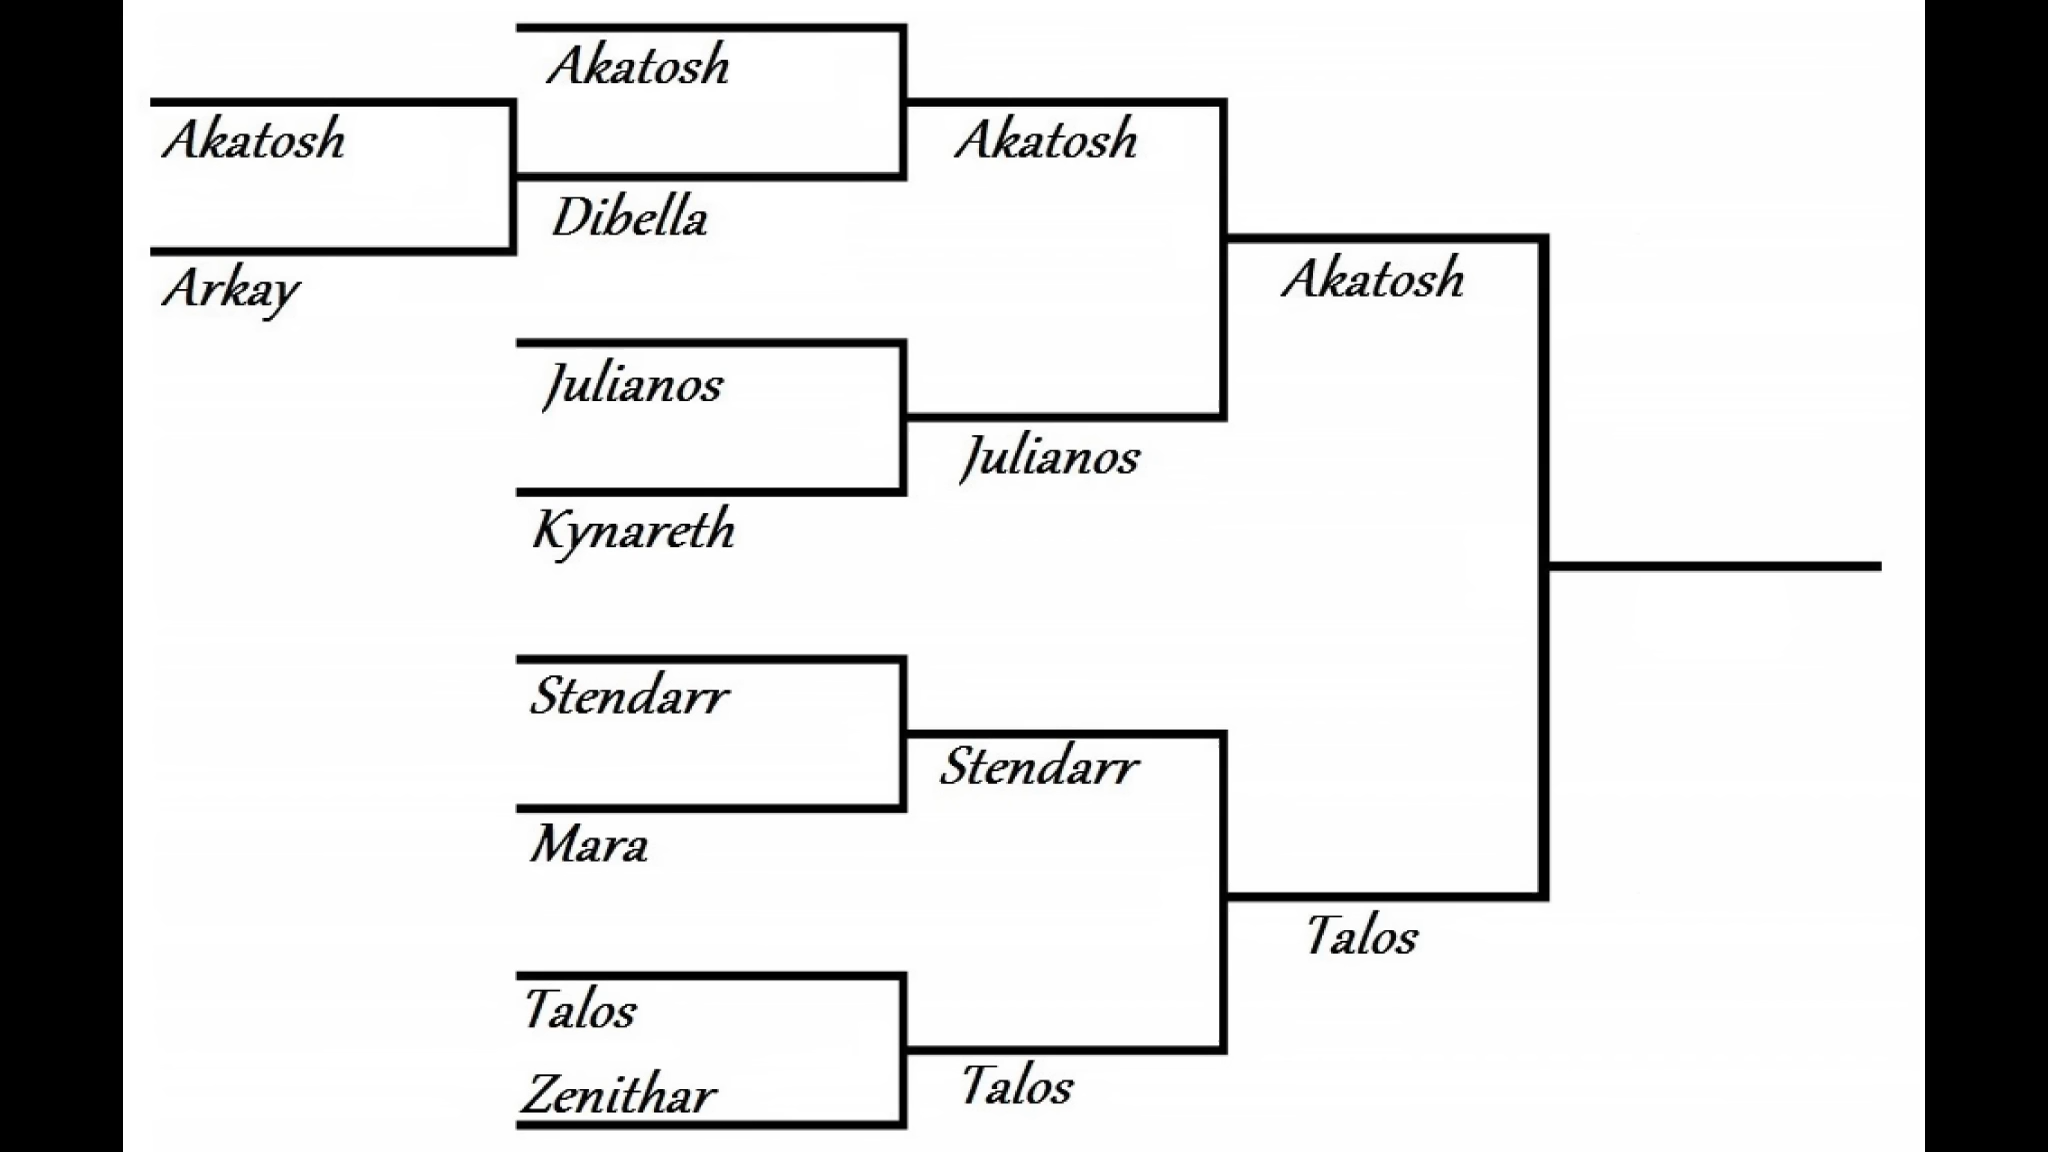 Akatosh
Arkay
Akatosh
Dibella
Julianos
Kynareth
Stendarr
Mara
Talos
Zenithar
Akatosh
Julianos
Stendarr
Talos
Akatosh
Talos